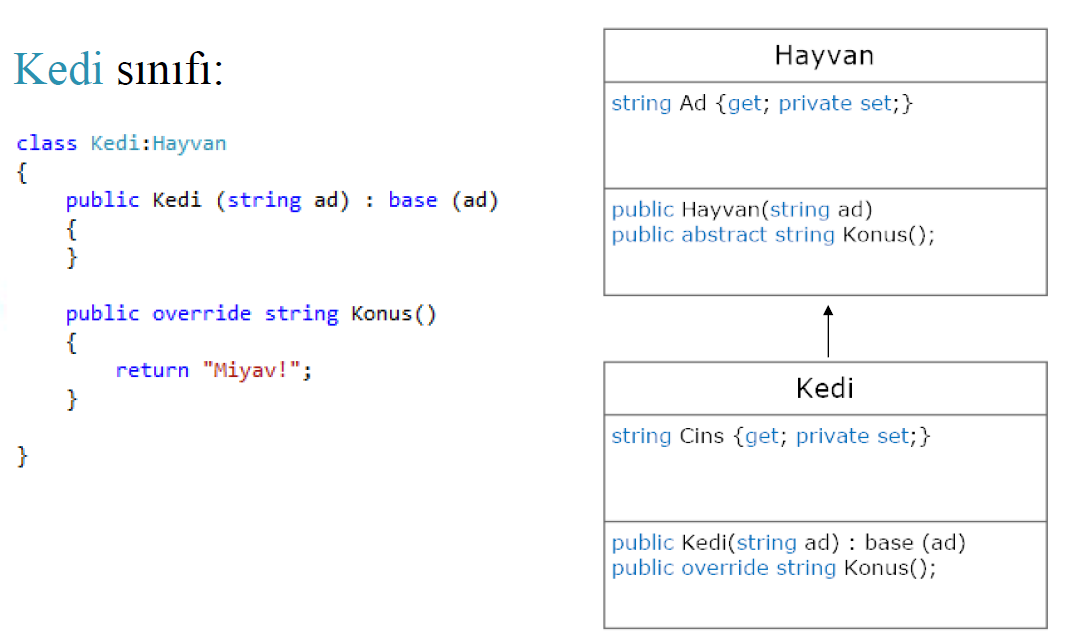 Kedi sınıfı:
class Kedi:Hayvan
{
public Kedi (string ad) : base (ad)
{
}
public override string Konus()
{
return "Miyav!";
}
}
Hayvan
string Ad {get; private set;}
public Hayvan(string ad)
public abstract string Konus();
Kedi
string Cins {get; private set;}
public Kedi(string ad) : base (ad)
public override string Konus();